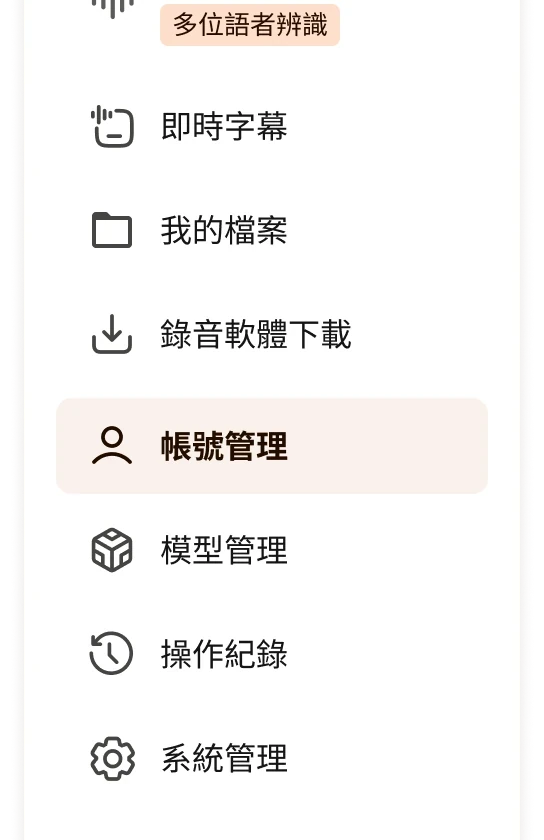 多位語者辨識
即時字幕
我的檔案
錄音軟體下載
帳號管理
模型管理
操作紀錄
系統管理